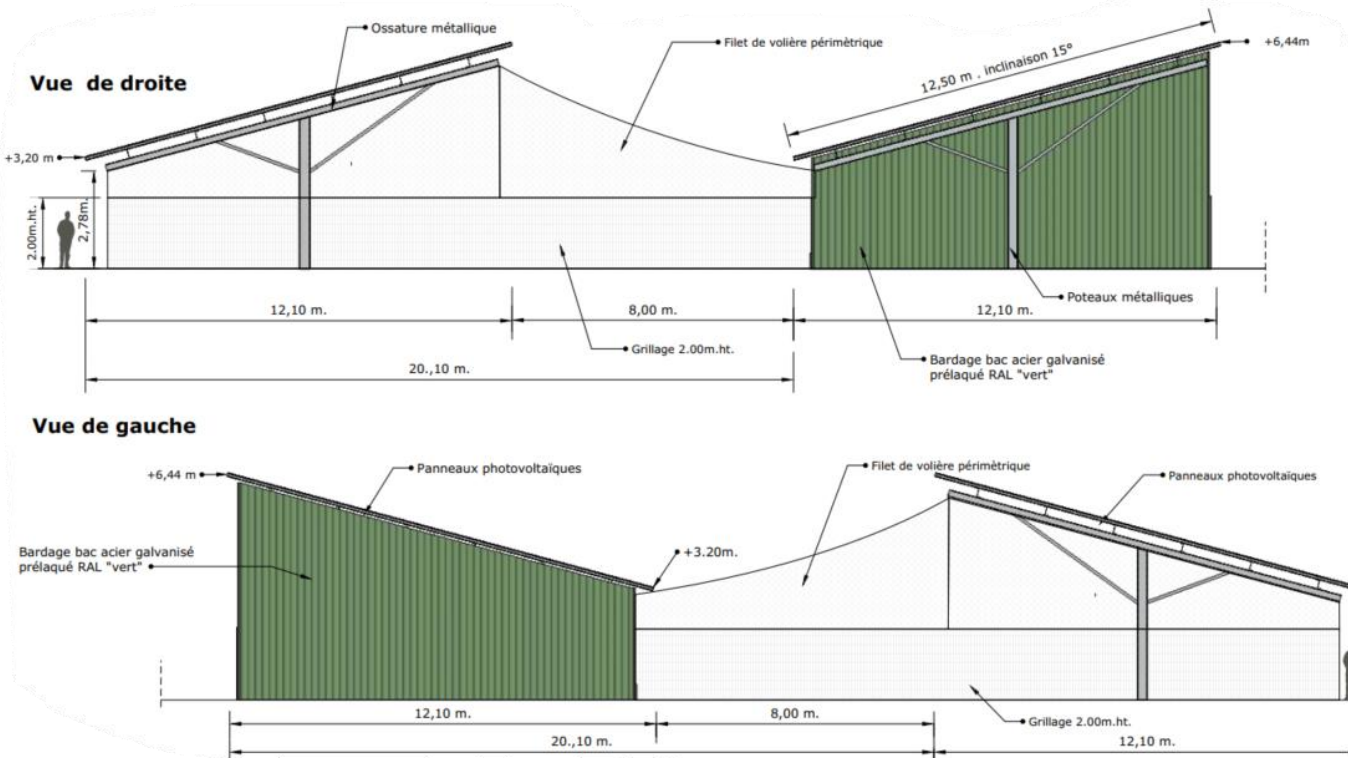 Ossature métallique
Filet de volière périmètrique
12,50 m . inclinaison 15°
+6,44m
Vue de droite
+3,20 m
2.00m.ht.
2,78m.
12,10 m.
8,00 m.
12,10 m.
Poteaux métalliques
Grillage 2.00m.ht.
20.,10 m.
Bardage bac acier galvanisé
prélaqué RAL "vert"
Vue de gauche
+6,44 m
Panneaux photovoltaïques
Filet de volière périmètrique
Panneaux photovoltaïques
Bardage bac acier galvanisé
prélaqué RAL "vert"
+3.20m.
12,10 m.
8,00 m.
Grillage 2.00m.ht.
20.,10 m.
12,10 m.